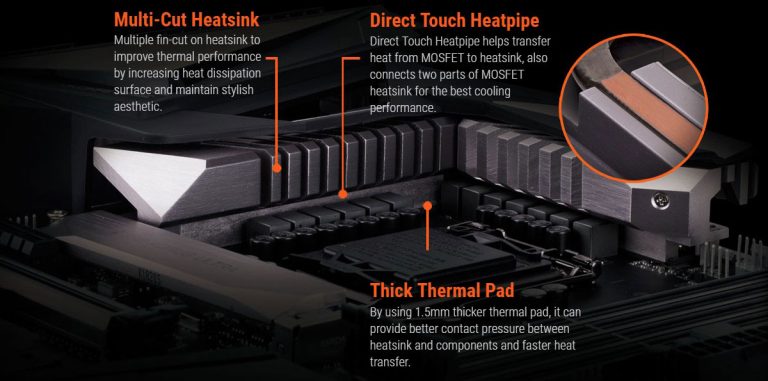 Multi-Cut Heatsink
Multiple fin-cut on heatsink to
improve thermal performance
by increasing heat dissipation
surface and maintain stylish
aesthetic.
Direct Touch Heatpipe
Direct Touch Heatpipe helps transfer
heat from MOSFET to heatsink, also
connects two parts of MOSFET
heatsink for the best cooling
performance.
Thick Thermal Pad
By using 1.5mm thicker thermal pad, it can
provide better contact pressure between
heatsink and components and faster heat
transfer.